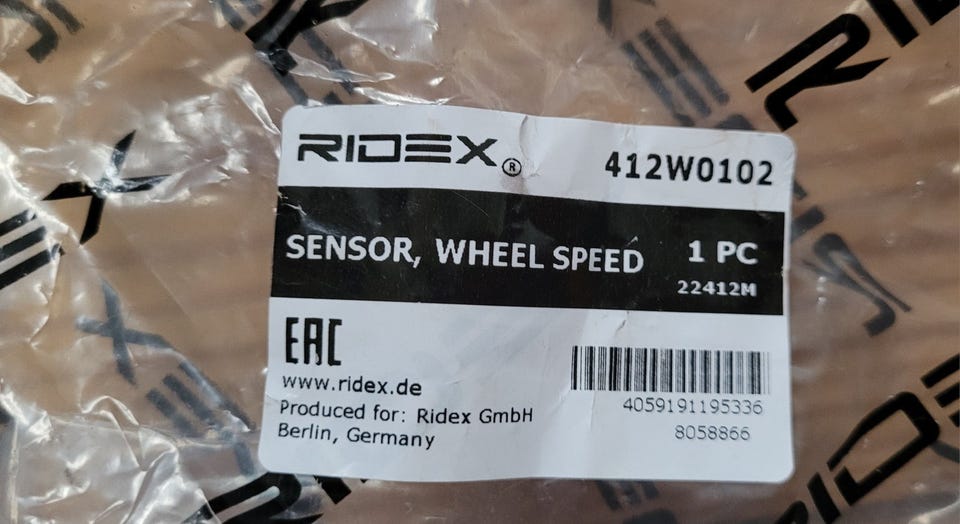 RIDEX ® 412W0102
SENSOR, WHEEL SPEED 1 PC
22412M
EAC
www.ridex.de
Produced for: Ridex GmbH
Berlin, Germany
4059191195336
8058866